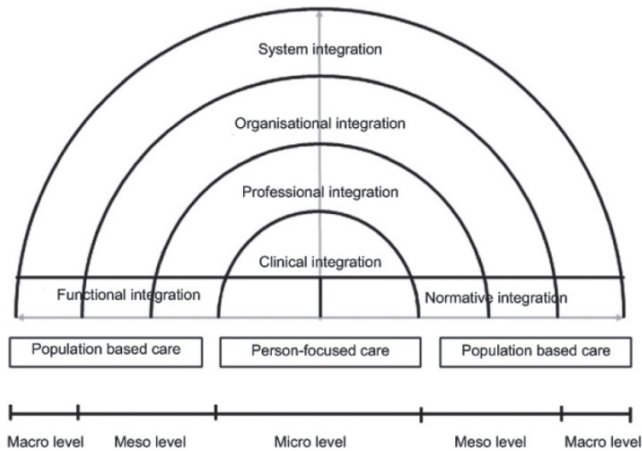 System integration
Organisational integration
Professional integration
Clinical integration
Functional integration
Normative integration
Population based care
Person-focused care
Population based care
Macro level
Meso level
Micro level
Meso level
Macro level